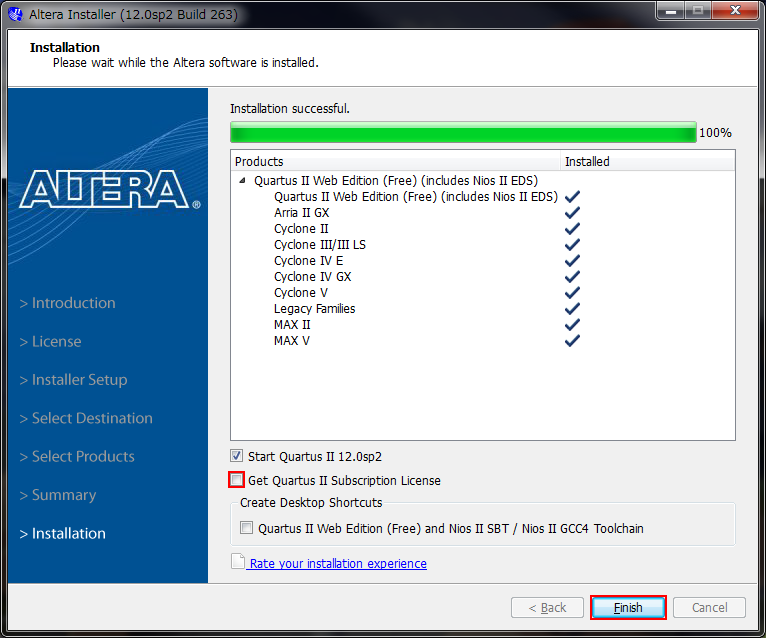 Altera Installer (12.0sp2 Build 263)
Installation
Please wait while the Altera software is installed.
ALTERA®
> Introduction
> License
> Installer Setup
> Select Destination
> Select Products
> Summary
> Installation
Installation successful.
100%
Products Installed
Quartus II Web Edition (Free) (includes Nios II EDS)
Quartus II Web Edition (Free) (includes Nios II EDS)
Arria II GX
Cyclone II
Cyclone III/III LS
Cyclone IV E
Cyclone IV GX
Cyclone V
Legacy Families
MAX II
MAX V
Start Quartus II 12.0sp2
Get Quartus II Subscription License
Create Desktop Shortcuts
Quartus II Web Edition (Free) and Nios II SBT / Nios II GCC4 Toolchain
Rate your installation experience
< Back Finish Cancel